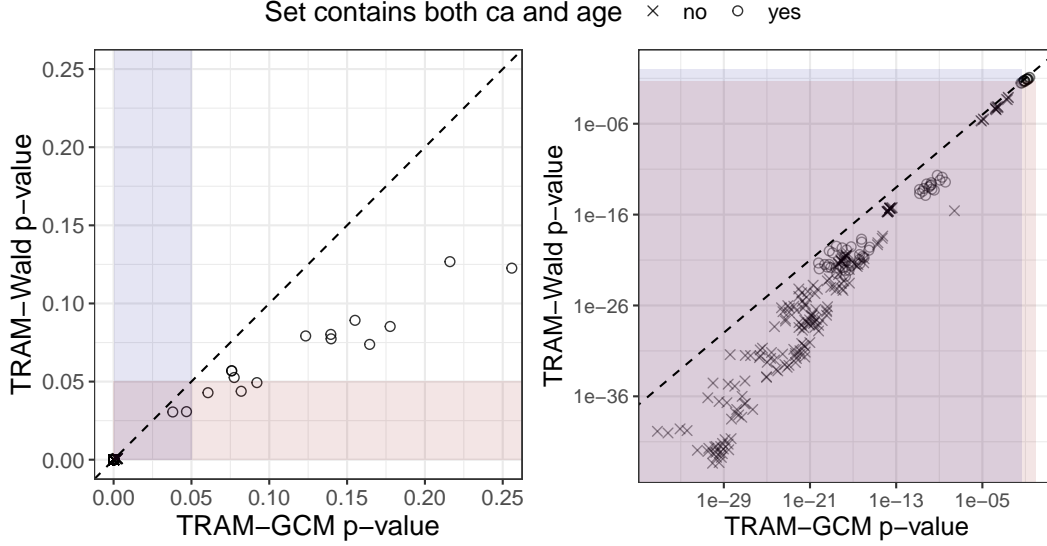 Set contains both ca and age × no ○ yes
TRAM−Wald p−value
0.25
0.20
0.15
0.10
0.05
0.00
0.00 0.05 0.10 0.15 0.20 0.25
TRAM−GCM p−value
TRAM−Wald p−value
1e−06
1e−16
1e−26
1e−36
1e−29 1e−21 1e−13 1e−05
TRAM−GCM p−value